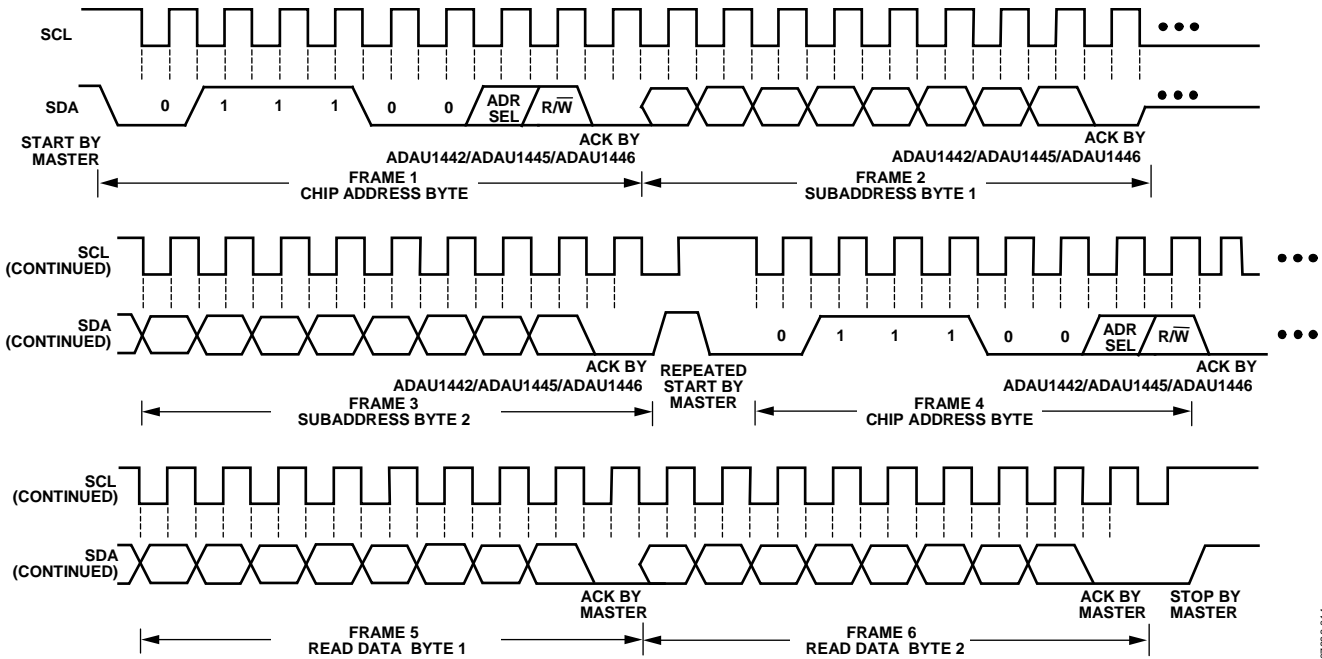 SCL
SDA
0 1 1 1 0 0 ADR SEL R/W
START BY MASTER
ACK BY ADAU1442/ADAU1445/ADAU1446
ACK BY ADAU1442/ADAU1445/ADAU1446
FRAME 1
CHIP ADDRESS BYTE
FRAME 2
SUBADDRESS BYTE 1
SCL
(CONTINUED)
SDA
(CONTINUED)
0 1 1 1 0 0 ADR SEL R/W
ACK BY
ADAU1442/ADAU1445/ADAU1446
REPEATED
START BY
MASTER
ACK BY
ADAU1442/ADAU1445/ADAU1446
FRAME 3
SUBADDRESS BYTE 2
FRAME 4
CHIP ADDRESS BYTE
SCL
(CONTINUED)
SDA
(CONTINUED)
ACK BY
MASTER
ACK BY
MASTER
STOP BY
MASTER
FRAME 5
READ DATA BYTE 1
FRAME 6
READ DATA BYTE 2